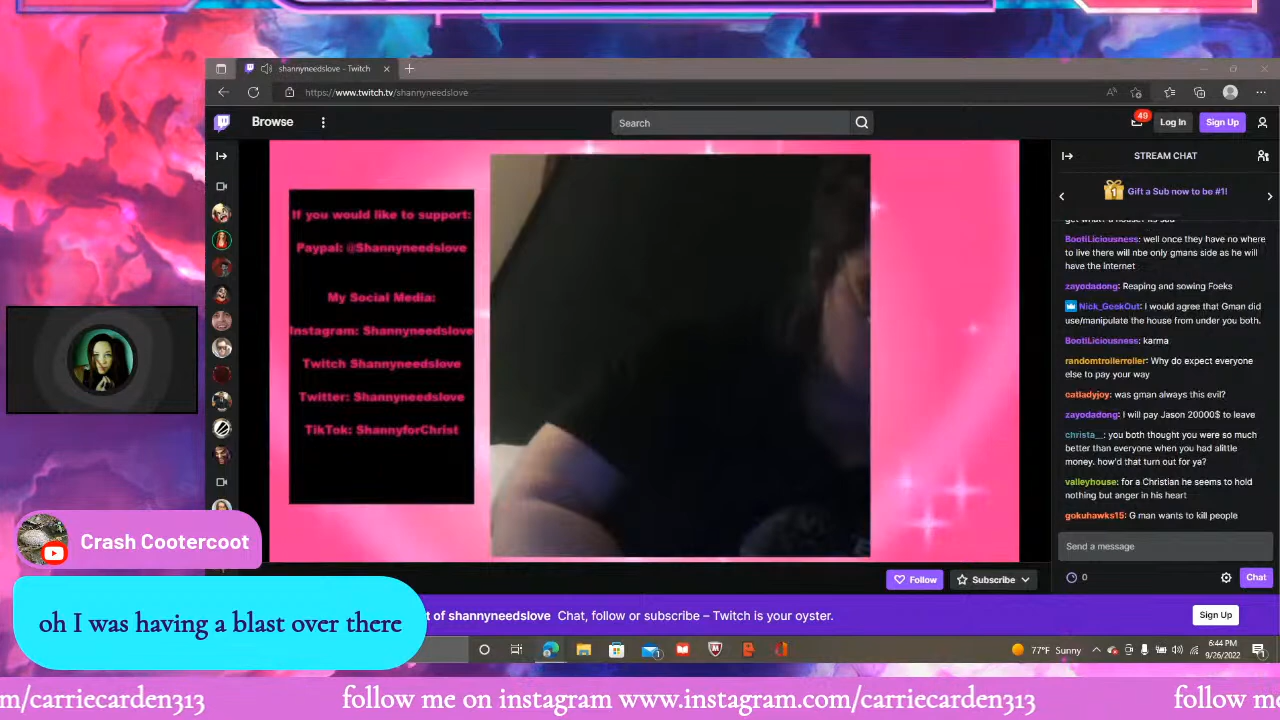 shannyneedslove - Twitch
https://www.twitch.tv/shannyneedslove
Browse
Search
49
Log In
Sign Up
If you would like to support:
Paypal: @Shannyneedslove
My Social Media:
Instagram: Shannyneedslove
Twitch Shannyneedslove
Twitter: Shannyneedslove
TikTok: ShannyforChrist
STREAM CHAT
1
Gift a Sub now to be #1!
BootiLiciousness: well once they have no where
to live there will nbe only gmans side as he will
have the internet
zayodadong: Reaping and sowing Foeks
Nick_GeekOut: I would agree that Gman did
use/manipulate the house from under you both.
BootiLiciousness: karma
randomtrollerroller: Why do expect everyone
else to pay your way
catladyjoy: was gman always this evil?
zayodadong: I will pay Jason 20000$ to leave
christa__: you both thought you were so much
better than everyone when you had alittle
money. how'd that turn out for ya?
valleyhouse: for a Christian he seems to hold
nothing but anger in his heart
gokuhawks15: G man wants to kill people
Send a message
0
Chat
Follow
Subscribe
Crash Cootercoot
oh I was having a blast over there
t of shannyneedslove Chat, follow or subscribe – Twitch is your oyster.
Sign Up
77°F Sunny
6:44 PM
9/26/2022
m/carriecarden313 follow me on instagram www.instagram.com/carriecarden313 follow me